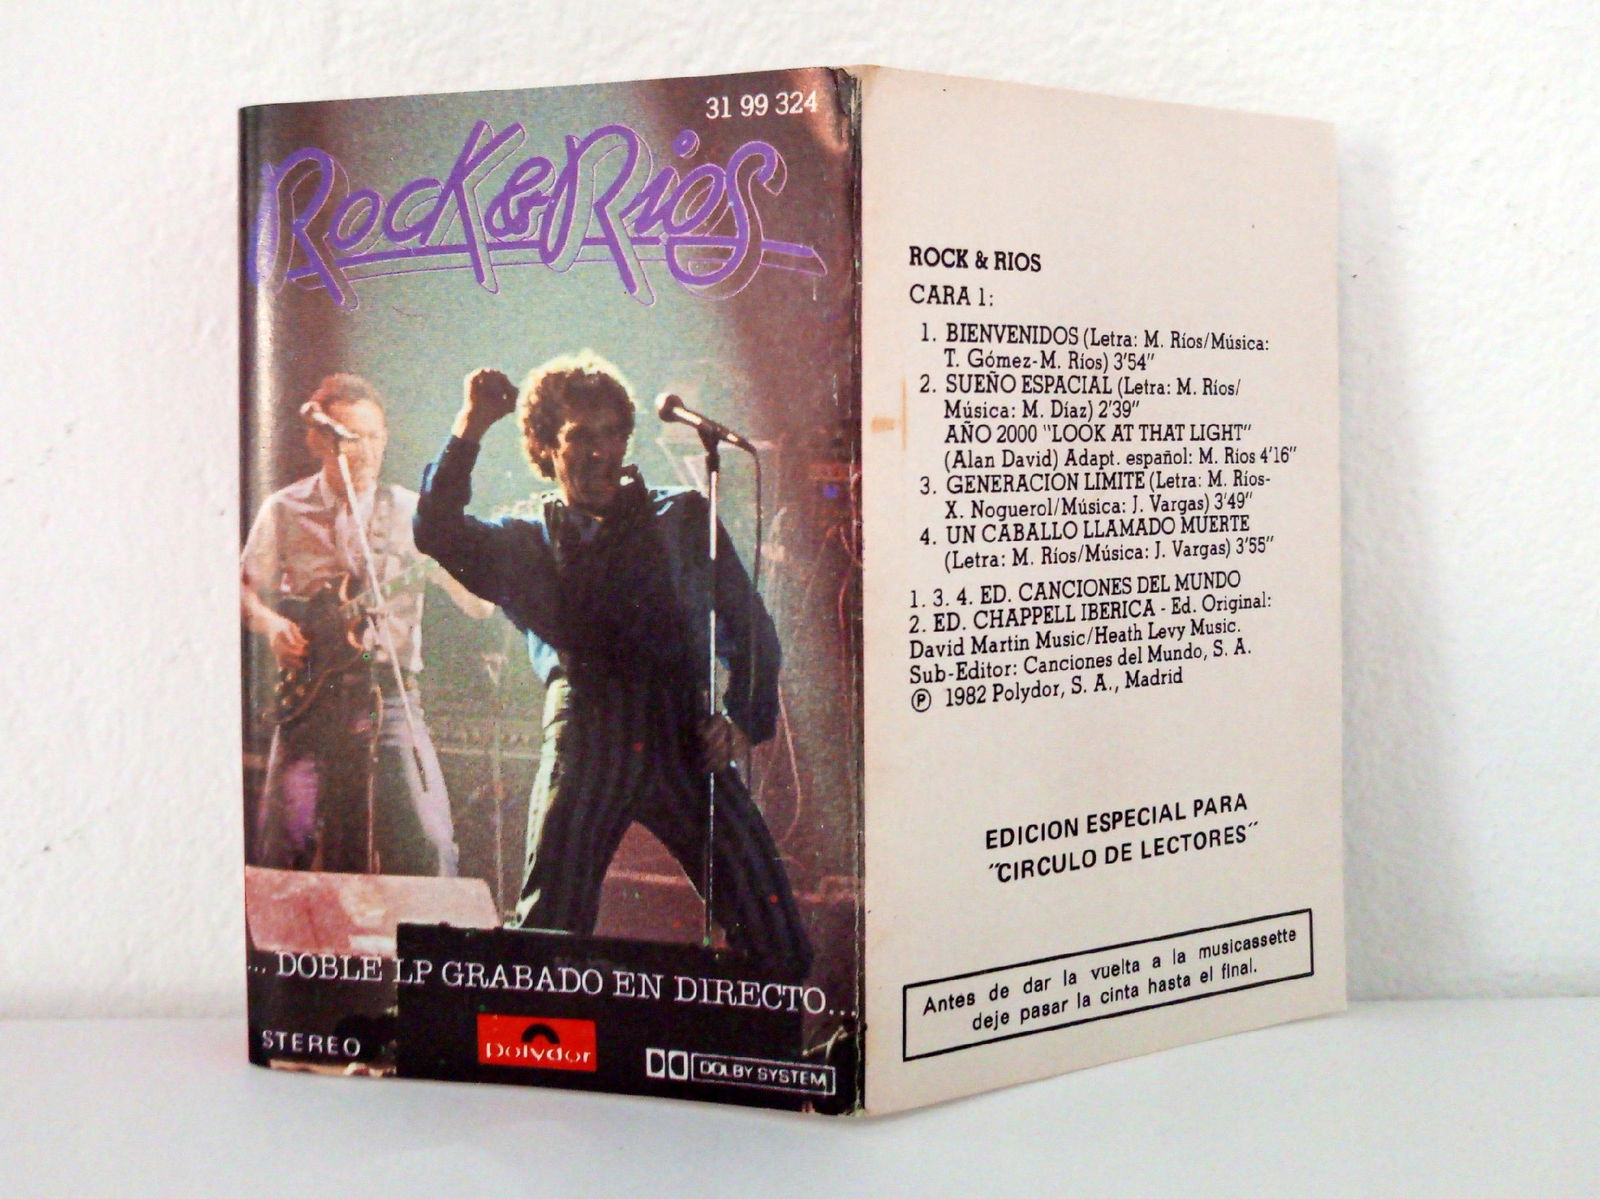 31 99 324
Rock & Rios
... DOBLE LP GRABADO EN DIRECTO...
STEREO
polydor
DOLBY SYSTEM
ROCK & RIOS
CARA 1:
1. BIENVENIDOS (Letra: M. Ríos/Música:
T. Gómez-M. Ríos) 3'54"
2. SUEÑO ESPACIAL (Letra: M. Ríos/
Música: M. Díaz) 2'39"
AÑO 2000 "LOOK AT THAT LIGHT"
(Alan David) Adapt. español: M. Rios 4'16"
3. GENERACION LIMITE (Letra: M. Ríos-
X. Noguerol/Música: J. Vargas) 3'49"
4. UN CABALLO LLAMADO MUERTE
(Letra: M. Ríos/Música: J. Vargas) 3'55"
1. 3. 4. ED. CANCIONES DEL MUNDO
2. ED. CHAPPELL IBERICA - Ed. Original:
David Martin Music/Heath Levy Music.
Sub-Editor: Canciones del Mundo, S. A.
℗ 1982 Polydor, S. A., Madrid
EDICION ESPECIAL PARA
"CIRCULO DE LECTORES"
Antes de dar la vuelta a la musicassette
deje pasar la cinta hasta el final.